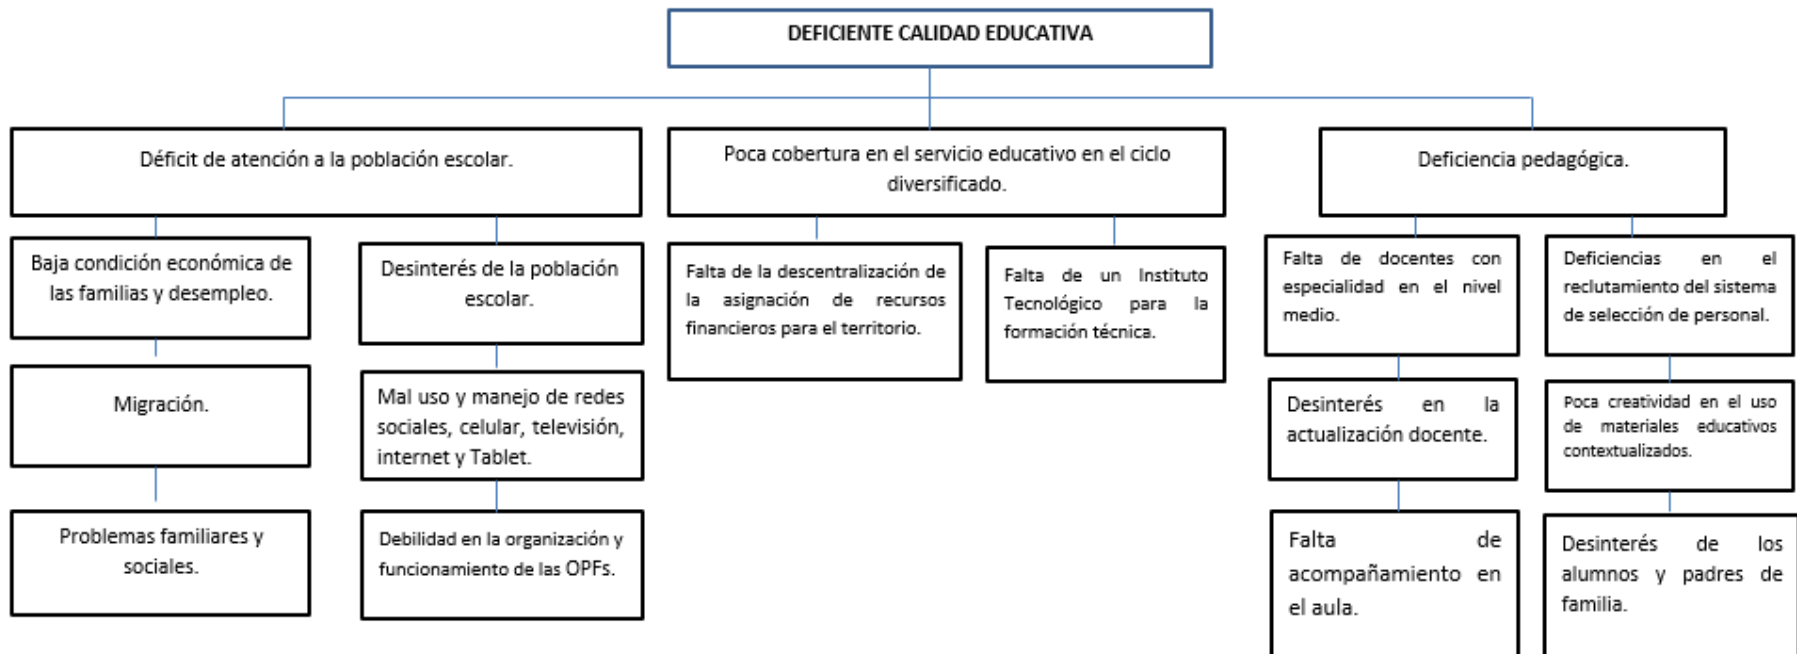 DEFICIENTE CALIDAD EDUCATIVA
Déficit de atención a la población escolar.
Poca cobertura en el servicio educativo en el ciclo
diversificado.
Deficiencia pedagógica.
Baja condición económica de
las familias y desempleo.
Desinterés de la población
escolar.
Falta de la descentralización de
la asignación de recursos
financieros para el territorio.
Falta de un Instituto
Tecnológico para la
formación técnica.
Falta de docentes con
especialidad en el nivel
medio.
Deficiencias en el
reclutamiento del sistema
de selección de personal.
Migración.
Mal uso y manejo de redes
sociales, celular, televisión,
internet y Tablet.
Desinterés en la
actualización docente.
Poca creatividad en el uso
de materiales educativos
contextualizados.
Problemas familiares y
sociales.
Debilidad en la organización y
funcionamiento de las OPFs.
Falta de
acompañamiento en
el aula.
Desinterés de los
alumnos y padres de
familia.